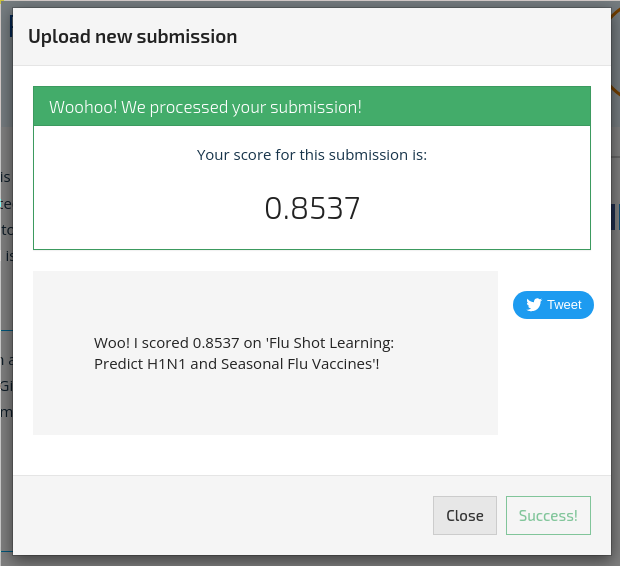 Upload new submission
Woohoo! We processed your submission!
Your score for this submission is:
0.8537
Tweet
Woo! I scored 0.8537 on 'Flu Shot Learning:
Predict H1N1 and Seasonal Flu Vaccines'!
Close
Success!